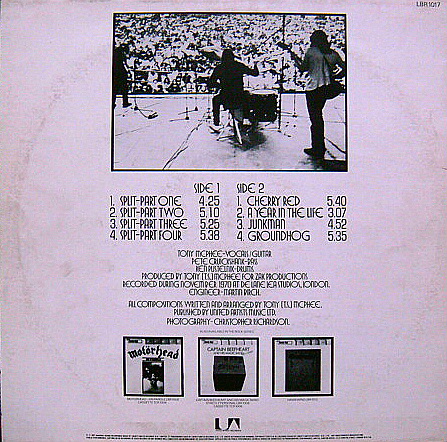 LBR 1017
SIDE 1 SIDE 2
1. SPLIT-PART ONE 4.25 1. CHERRY RED 5.40
2. SPLIT-PART TWO 5.10 2. A YEAR IN THE LIFE 3.07
3. SPLIT-PART THREE 5.25 3. JUNKMAN 4.52
4. SPLIT-PART FOUR 5.38 4. GROUNDHOG 5.35
TONY McPHEE-VOCALS/GUITAR
PETE CRUICKSHANK-BASS
KEN PUSTELNIK-DRUMS
PRODUCED BY TONY (T.S.) McPHEE FOR ZAK PRODUCTIONS
RECORDED DURING NOVEMBER 1970 AT DE LANE LEA STUDIOS, LONDON.
ENGINEER-MARTIN BIRCH.
ALL COMPOSITIONS WRITTEN AND ARRANGED BY TONY (T.S.) McPHEE.
PUBLISHED BY UNITED ARTISTS MUSIC LTD.
PHOTOGRAPHY-CHRISTOPHER RICHARDSON.
Motörhead
CAPTAIN BEEFHEART
UA